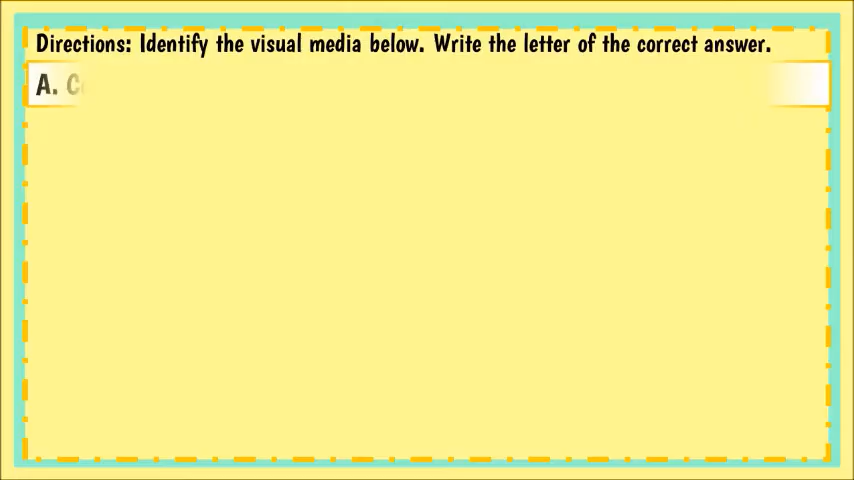 Directions: Identify the visual media below. Write the letter of the correct answer.
A.